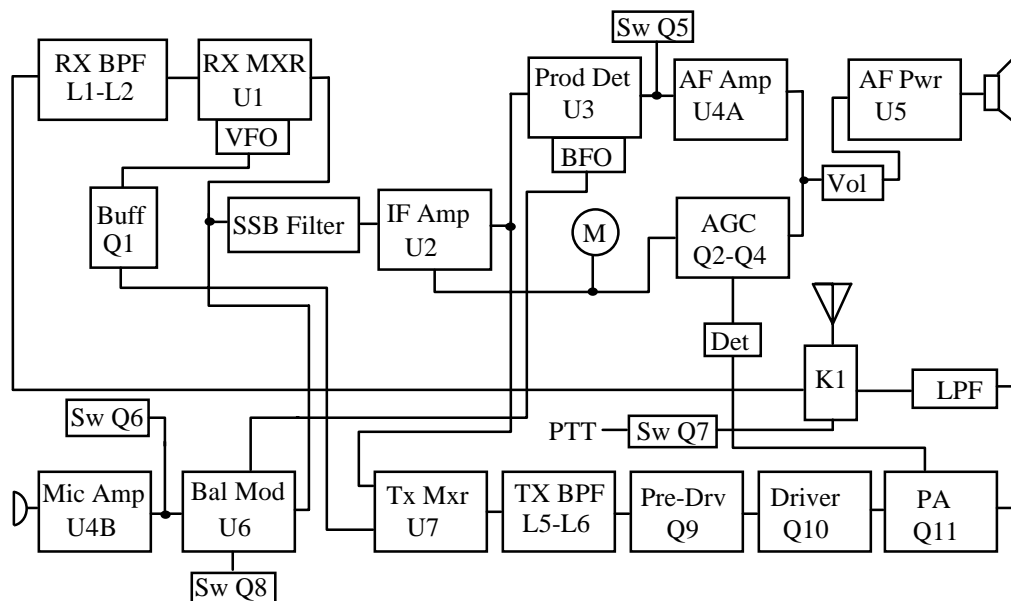 Sw Q5
RX BPF
L1-L2
RX MXR
U1
VFO
Prod Det
U3
BFO
AF Amp
U4A
AF Pwr
U5
Vol
Buff
Q1
SSB Filter
IF Amp
U2
M
AGC
Q2-Q4
Det
K1
LPF
Sw Q6
PTT
Sw Q7
Mic Amp
U4B
Bal Mod
U6
Sw Q8
Tx Mxr
U7
TX BPF
L5-L6
Pre-Drv
Q9
Driver
Q10
PA
Q11